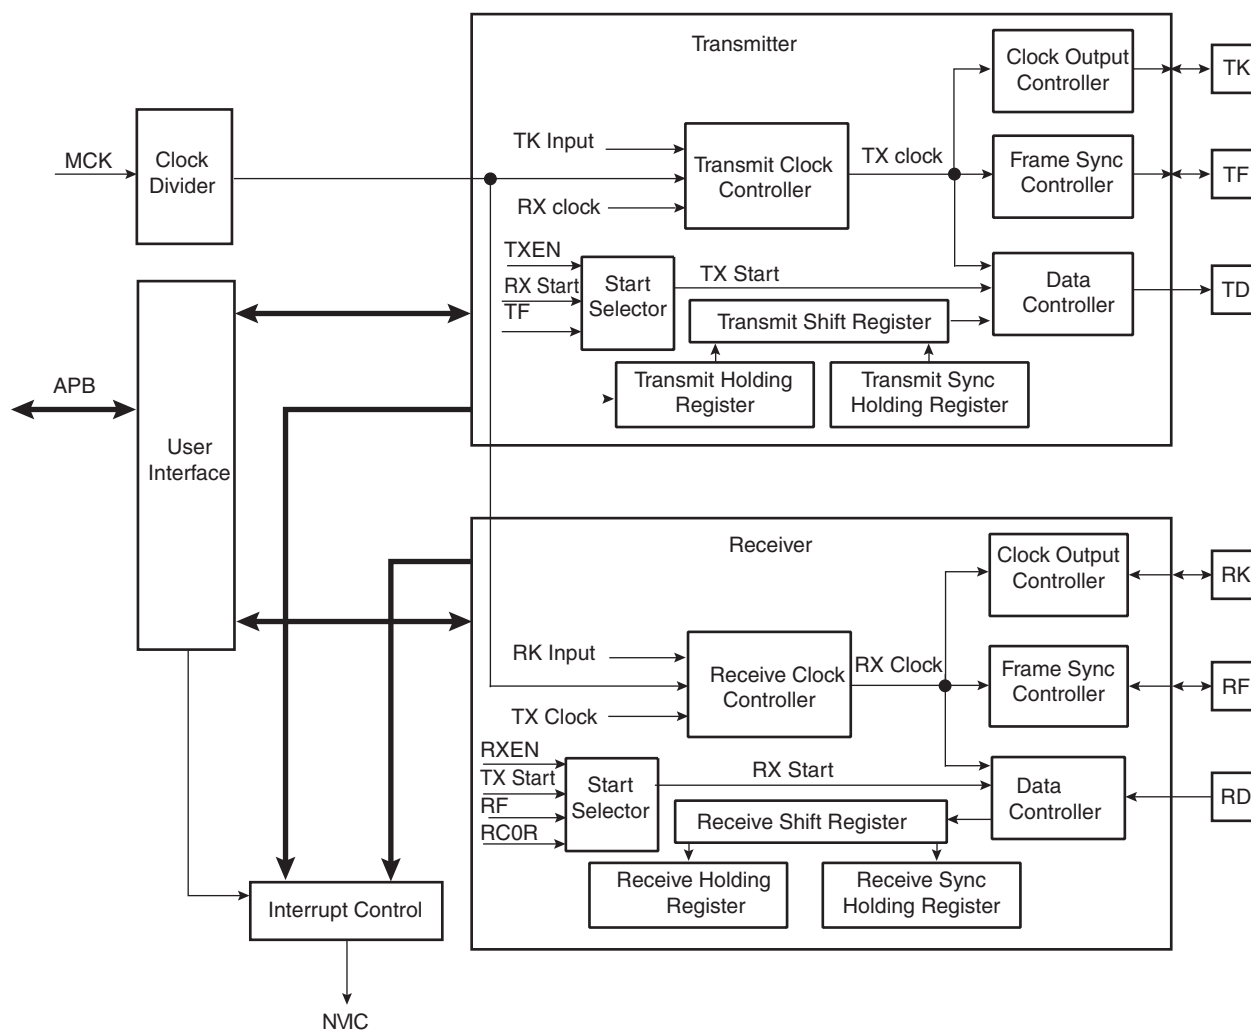 Transmitter
Clock Output
Controller
TK
MCK
Clock
Divider
TK Input
Transmit Clock
Controller
TX clock
Frame Sync
Controller
TF
RX clock
TXEN
RX Start
TF
Start
Selector
TX Start
Data
Controller
TD
Transmit Shift Register
APB
Transmit Holding
Register
Transmit Sync
Holding Register
User
Interface
Receiver
Clock Output
Controller
RK
RK Input
Receive Clock
Controller
RX Clock
Frame Sync
Controller
RF
TX Clock
RXEN
TX Start
RF
RC0R
Start
Selector
RX Start
Data
Controller
RD
Receive Shift Register
Receive Holding
Register
Receive Sync
Holding Register
Interrupt Control
NVIC